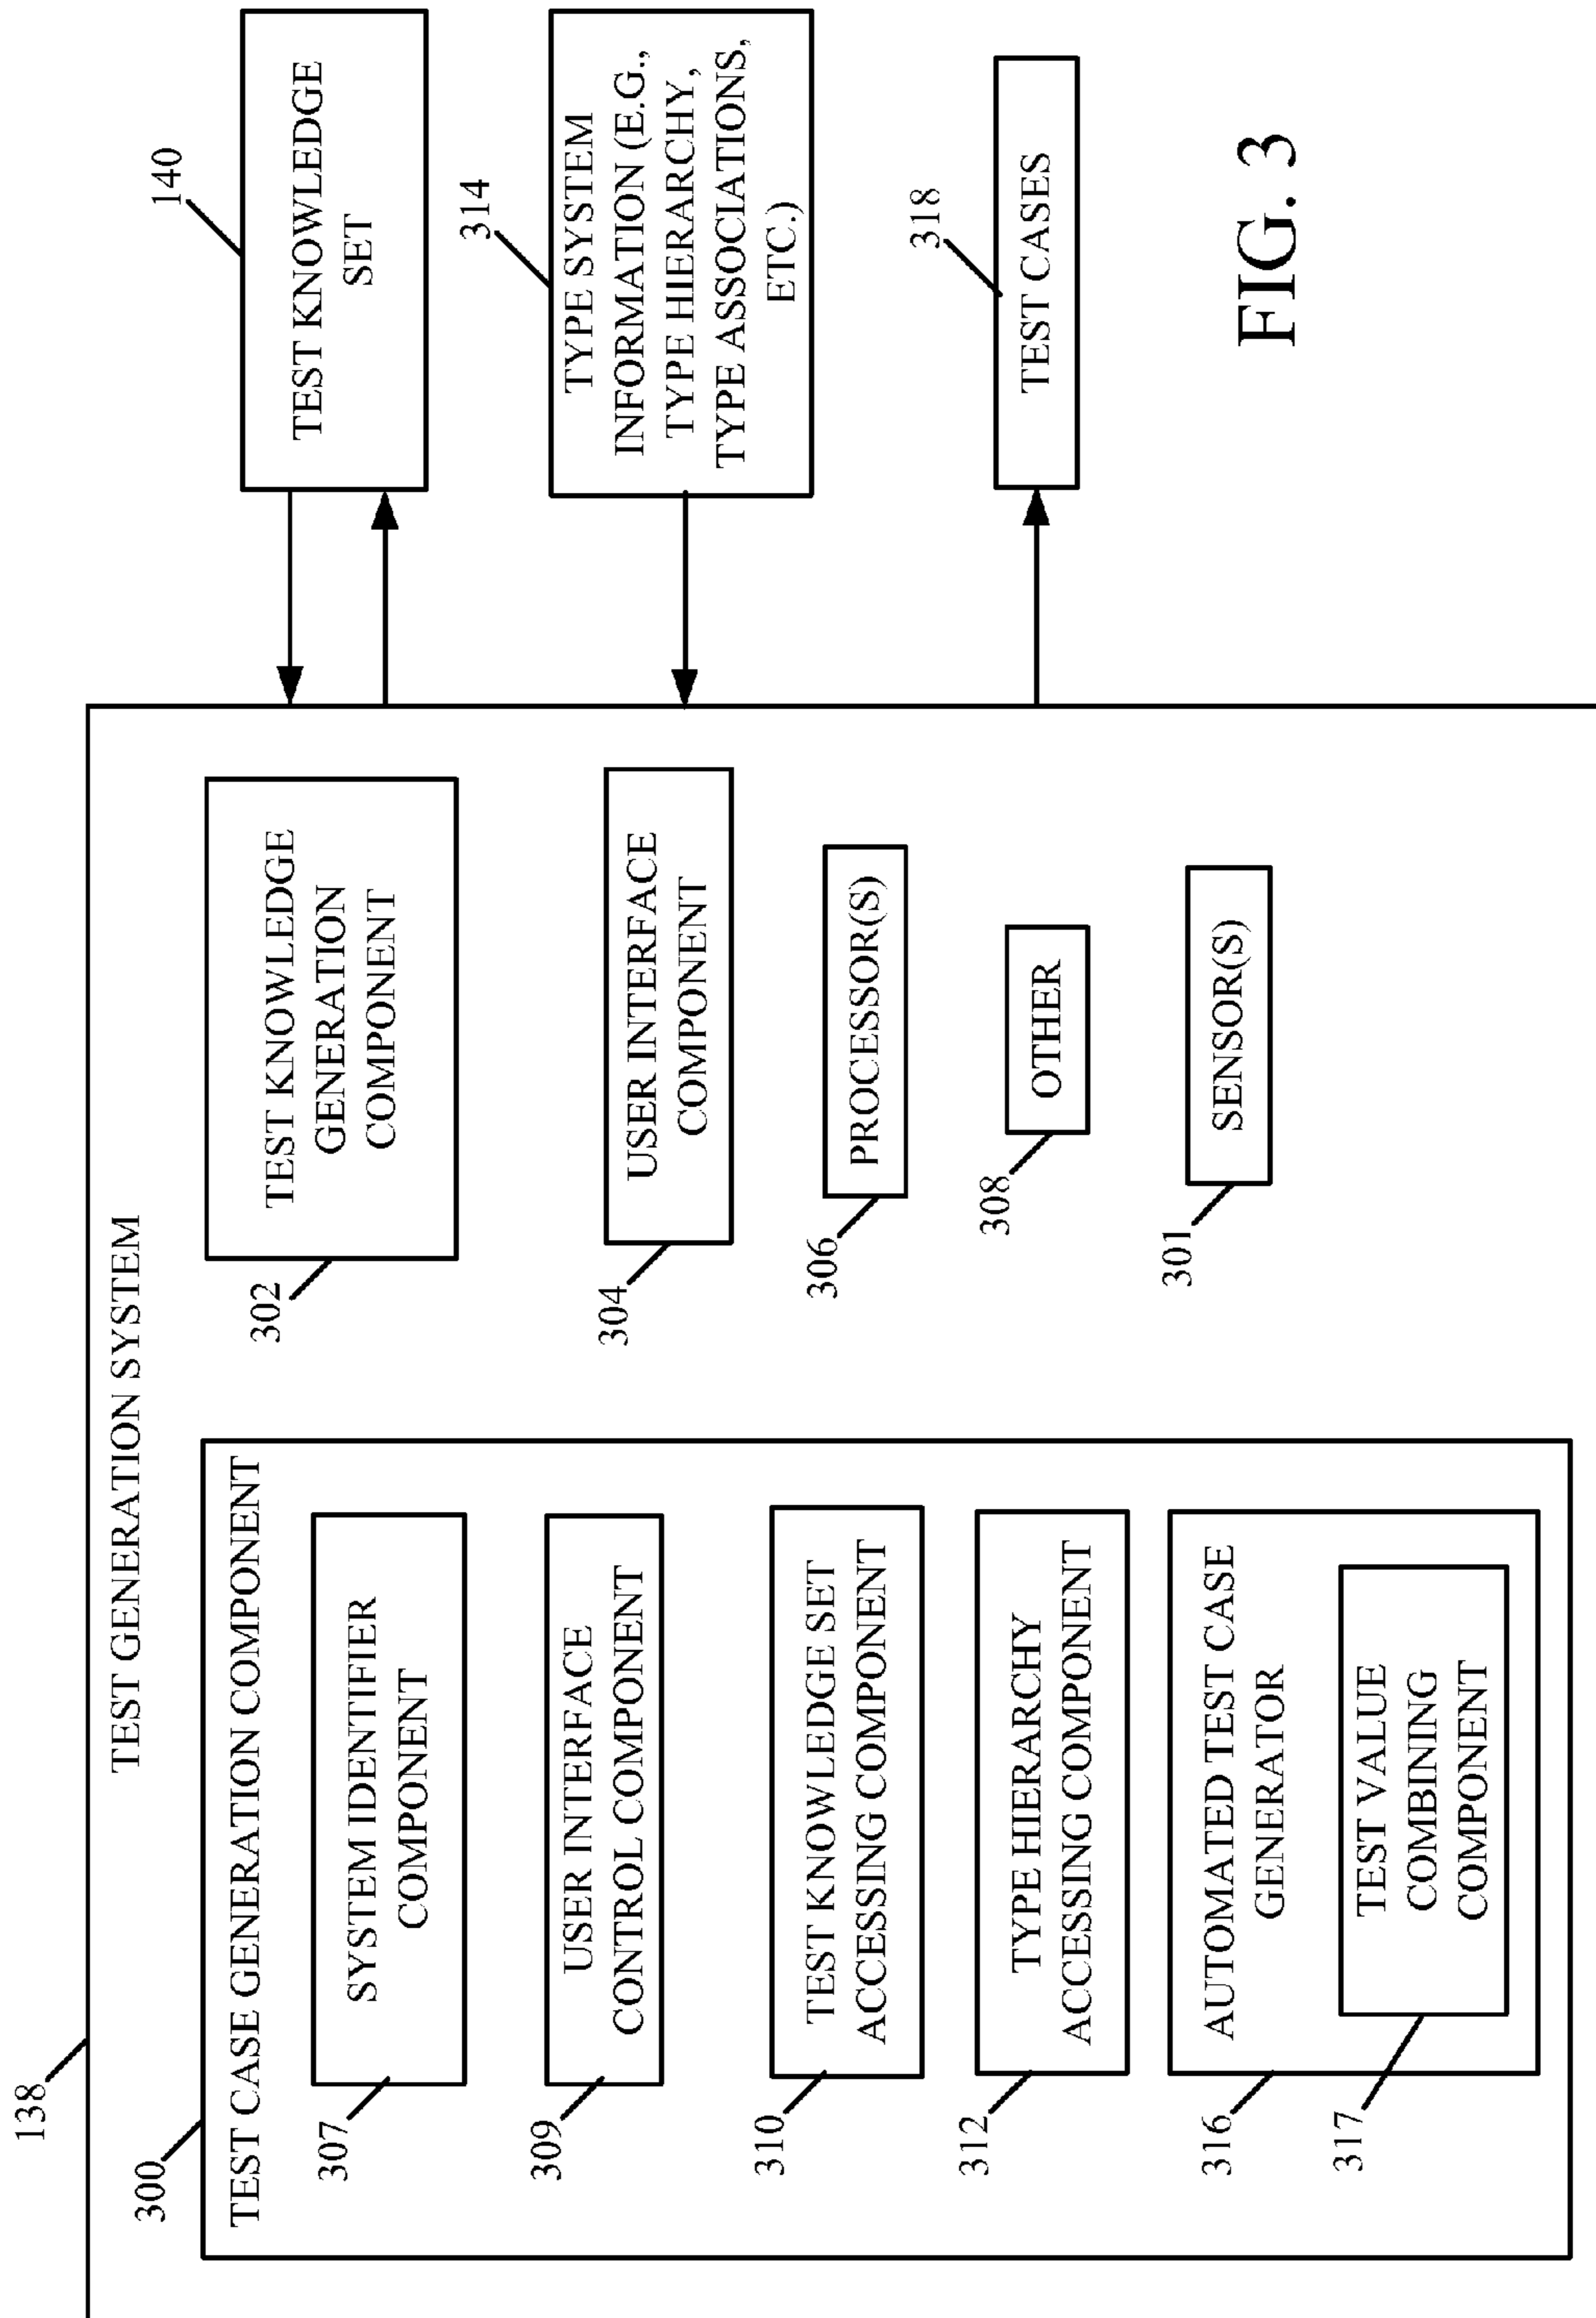 138
TEST GENERATION SYSTEM
300
TEST CASE GENERATION COMPONENT
307
SYSTEM IDENTIFIER
COMPONENT
309
USER INTERFACE
CONTROL COMPONENT
310
TEST KNOWLEDGE SET
ACCESSING COMPONENT
312
TYPE HIERARCHY
ACCESSING COMPONENT
316
AUTOMATED TEST CASE
GENERATOR
317
TEST VALUE
COMBINING
COMPONENT
302
TEST KNOWLEDGE
GENERATION
COMPONENT
304
USER INTERFACE
COMPONENT
306
PROCESSOR(S)
308
OTHER
301
SENSOR(S)
140
TEST KNOWLEDGE
SET
314
TYPE SYSTEM
INFORMATION (E.G.,
TYPE HIERARCHY,
TYPE ASSOCIATIONS,
ETC.)
318
TEST CASES
FIG. 3